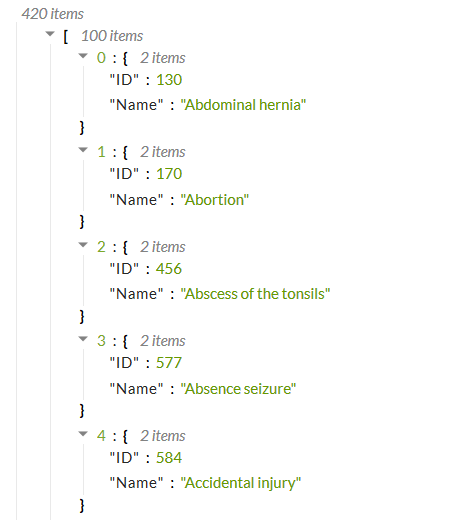 420 items
[ 100 items
0 : { 2 items
"ID" : 130
"Name" : "Abdominal hernia"
}
1 : { 2 items
"ID" : 170
"Name" : "Abortion"
}
2 : { 2 items
"ID" : 456
"Name" : "Abscess of the tonsils"
}
3 : { 2 items
"ID" : 577
"Name" : "Absence seizure"
}
4 : { 2 items
"ID" : 584
"Name" : "Accidental injury"
}